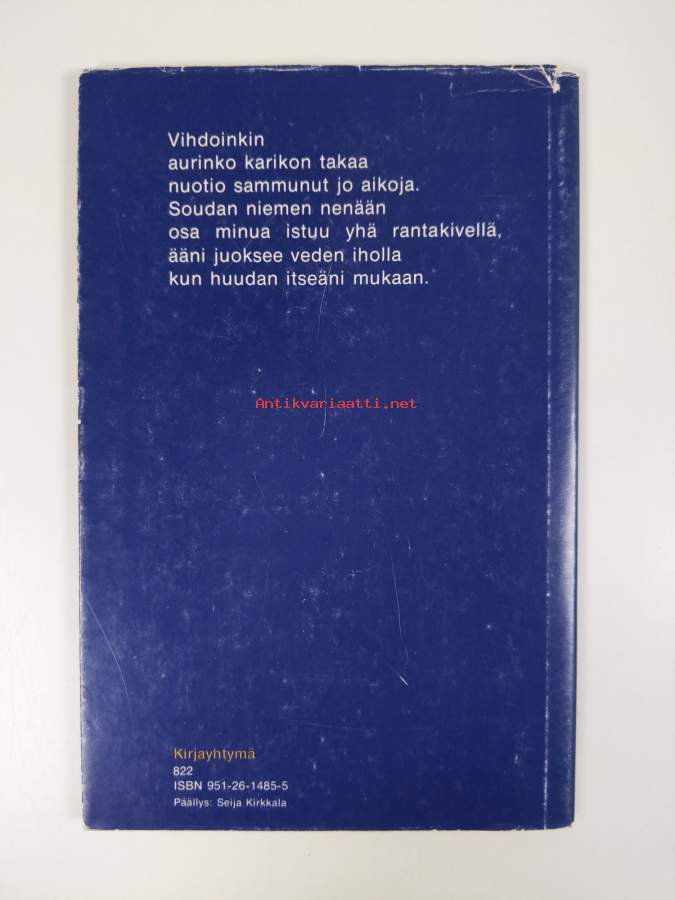 Vihdoinkin
aurinko karikon takaa
nuotio sammunut jo aikoja.
Soudan niemen nenään
osa minua istuu yhä rantakivellä,
ääni juoksee veden iholla
kun huudan itseäni mukaan.
Antikvariaatti.net
Kirjayhtymä
822
ISBN 951-26-1485-5
Päällys: Seija Kirkkala